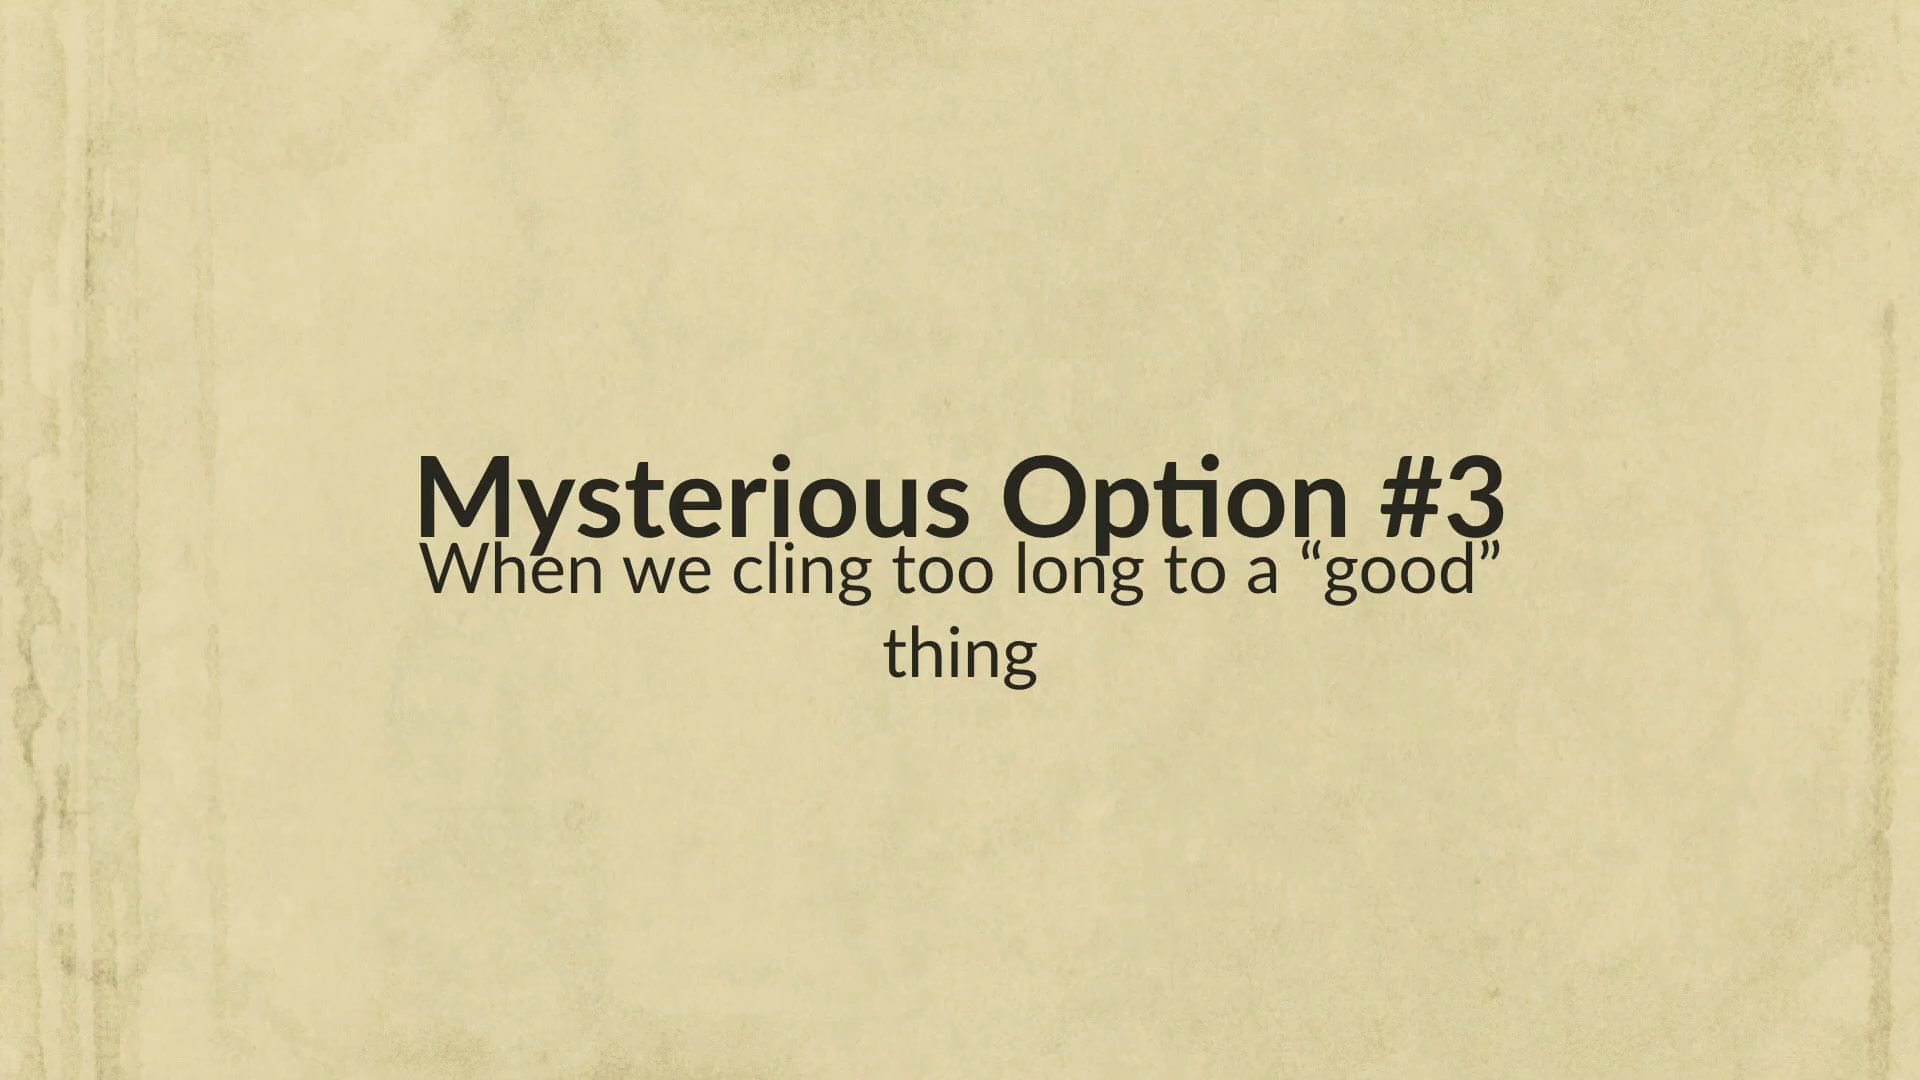 Mysterious Option #3
When we cling too long to a “good”
thing